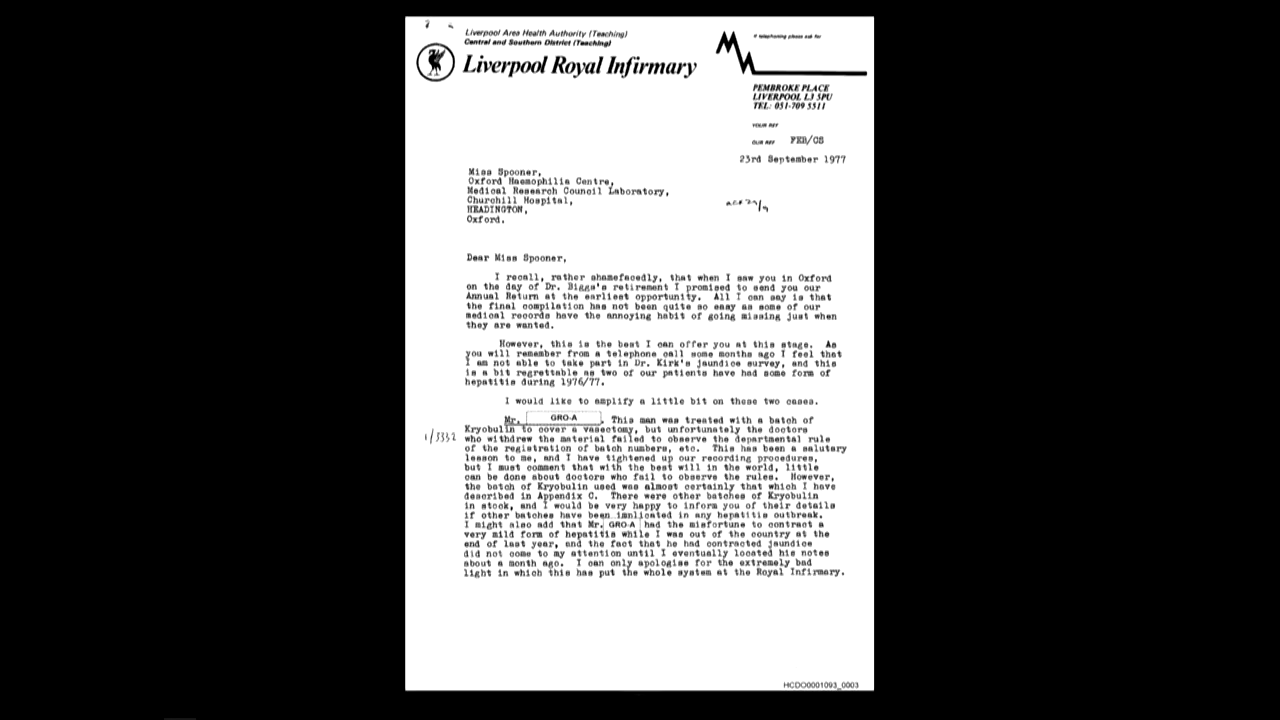 Liverpool Area Health Authority (Teaching)
Central and Southern District (Teaching)
Liverpool Royal Infirmary
If telephoning please ask for
PEMBROKE PLACE
LIVERPOOL L3 5PU
TEL: 051-709 5511
YOUR REF
OUR REF FEB/CS
23rd September 1977
Miss Spooner,
Oxford Haemophilia Centre,
Medical Research Council Laboratory,
Churchill Hospital,
HEADINGTON,
Oxford.
Dear Miss Spooner,
I recall, rather shamefacedly, that when I saw you in Oxford
on the day of Dr. Biggs's retirement I promised to send you our
Annual Return at the earliest opportunity. All I can say is that
the final compilation has not been quite so easy as some of our
medical records have the annoying habit of going missing just when
they are wanted.
However, this is the best I can offer you at this stage. As
you will remember from a telephone call some months ago I feel that
I am not able to take part in Dr. Kirk's jaundice survey, and this
is a bit regrettable as two of our patients have had some form of
hepatitis during 1976/77.
I would like to amplify a little bit on these two cases.
Mr. GRO-A . This man was treated with a batch of
Kryobulin to cover a vasectomy, but unfortunately the doctors
1/3332 who withdrew the material failed to observe the departmental rule
of the registration of batch numbers, etc. This has been a salutary
lesson to me, and I have tightened up our recording procedures,
but I must comment that with the best will in the world, little
can be done about doctors who fail to observe the rules. However,
the batch of Kryobulin used was almost certainly that which I have
described in Appendix C. There were other batches of Kryobulin
in stock, and I would be very happy to inform you of their details
if other batches have been implicated in any hepatitis outbreak.
I might also add that Mr. GRO-A had the misfortune to contract a
very mild form of hepatitis while I was out of the country at the
end of last year, and the fact that he had contracted jaundice
did not come to my attention until I eventually located his notes
about a month ago. I can only apologise for the extremely bad
light in which this has put the whole system at the Royal Infirmary.
HCDO0001093_0003